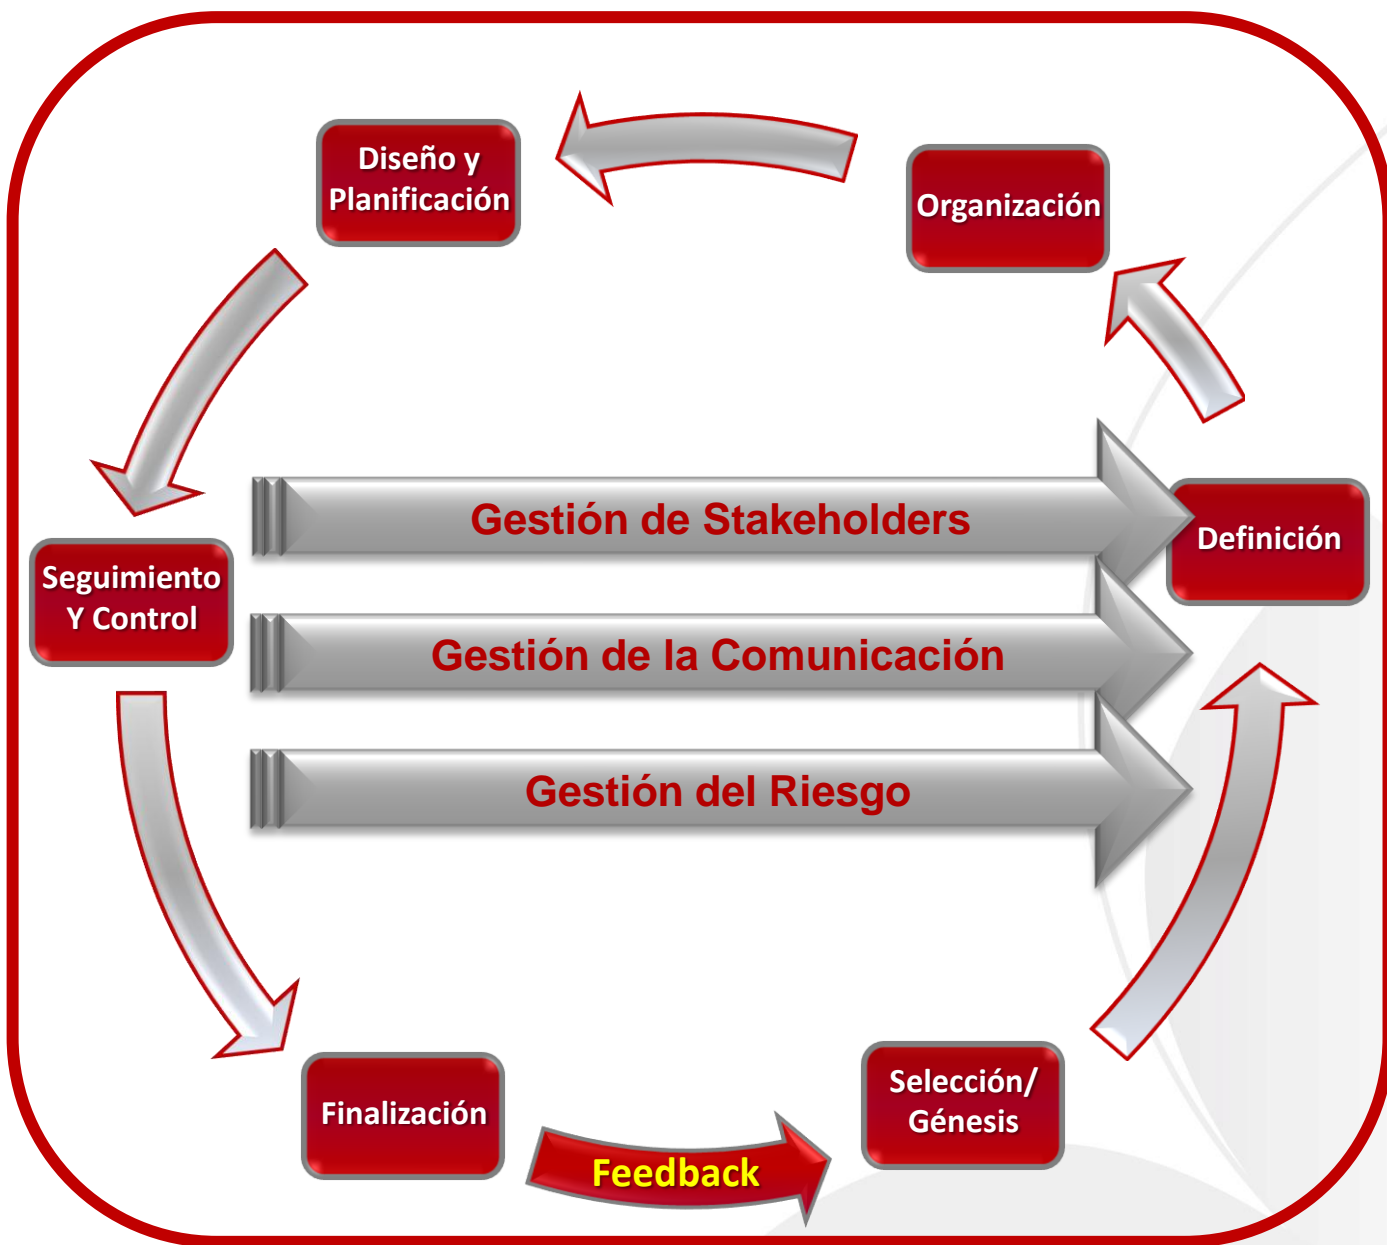 Diseño y
Planificación
Organización
Gestión de Stakeholders
Definición
Seguimiento
Y Control
Gestión de la Comunicación
Gestión del Riesgo
Selección/
Génesis
Finalización
Feedback